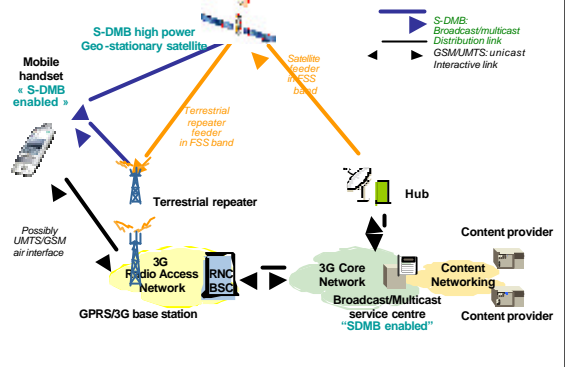 S-DMB high power
Geo-stationary satellite
S-DMB:
Broadcast/multicast
Distribution link
GSM/UMTS: unicast
Interactive link
Mobile
handset
« S-DMB
enabled »
Satellite
feeder
in FSS
band
Terrestrial
repeater
feeder
in FSS band
Terrestrial repeater
Hub
Possibly
UMTS/GSM
air interface
3G
Radio Access
Network
RNC
BSC
GPRS/3G base station
3G Core
Network
Broadcast/Multicast
service centre
“SDMB enabled”
Content
Networking
Content provider
Content provider